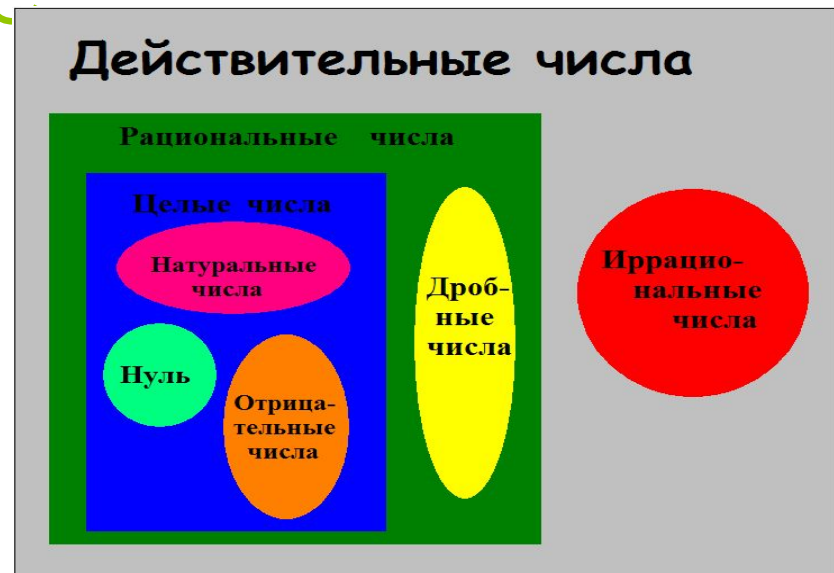 Действительные числа
Рациональные числа
Целые числа
Натуральные
числа
Нуль
Отрица-
тельные
числа
Дроб-
ные
числа
Иррацио-
нальные
числа